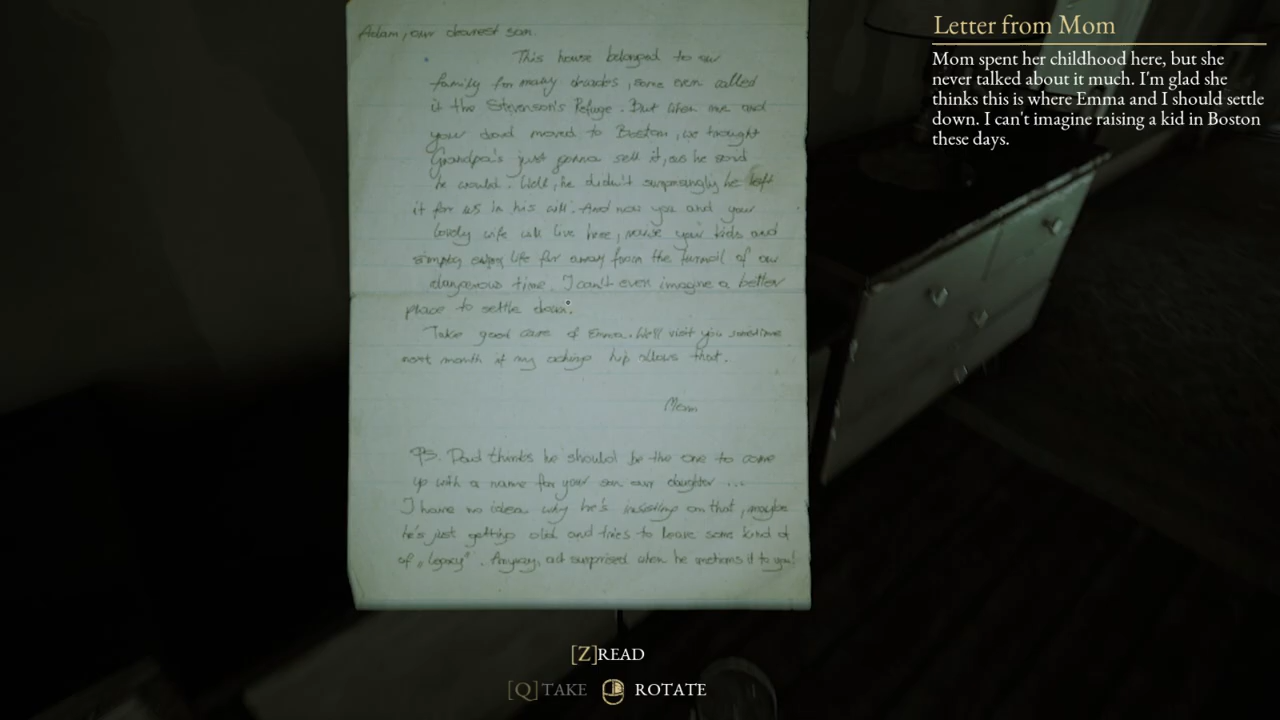 Adam, our dearest son.
This house belonged to our
family for many decades, some even called
it the Stevenson's Refuge. But when me and
your dad moved to Boston, we thought
Grandpa's just gonna sell it, as he said
he would. Well, he didn't surprisingly he left
it for us in his will. And now you and your
lovely wife will live here, raise your kids and
simply enjoy life far away from the turmoil of our
dangerous time. I can't even imagine a better
place to settle down.
Take good care of Emma. We'll visit you sometime
next month if my aching hip allows that.
Mom
PS. Dad thinks he should be the one to come
up with a name for your son our daughter ...
I have no idea why he's insisting on that, maybe
he's just getting old and tries to leave some kind of
of „legacy". Anyway, act surprised when he mentions it to you!
Letter from Mom
Mom spent her childhood here, but she
never talked about it much. I'm glad she
thinks this is where Emma and I should settle
down. I can't imagine raising a kid in Boston
these days.
[Z]READ
[Q]TAKE ROTATE